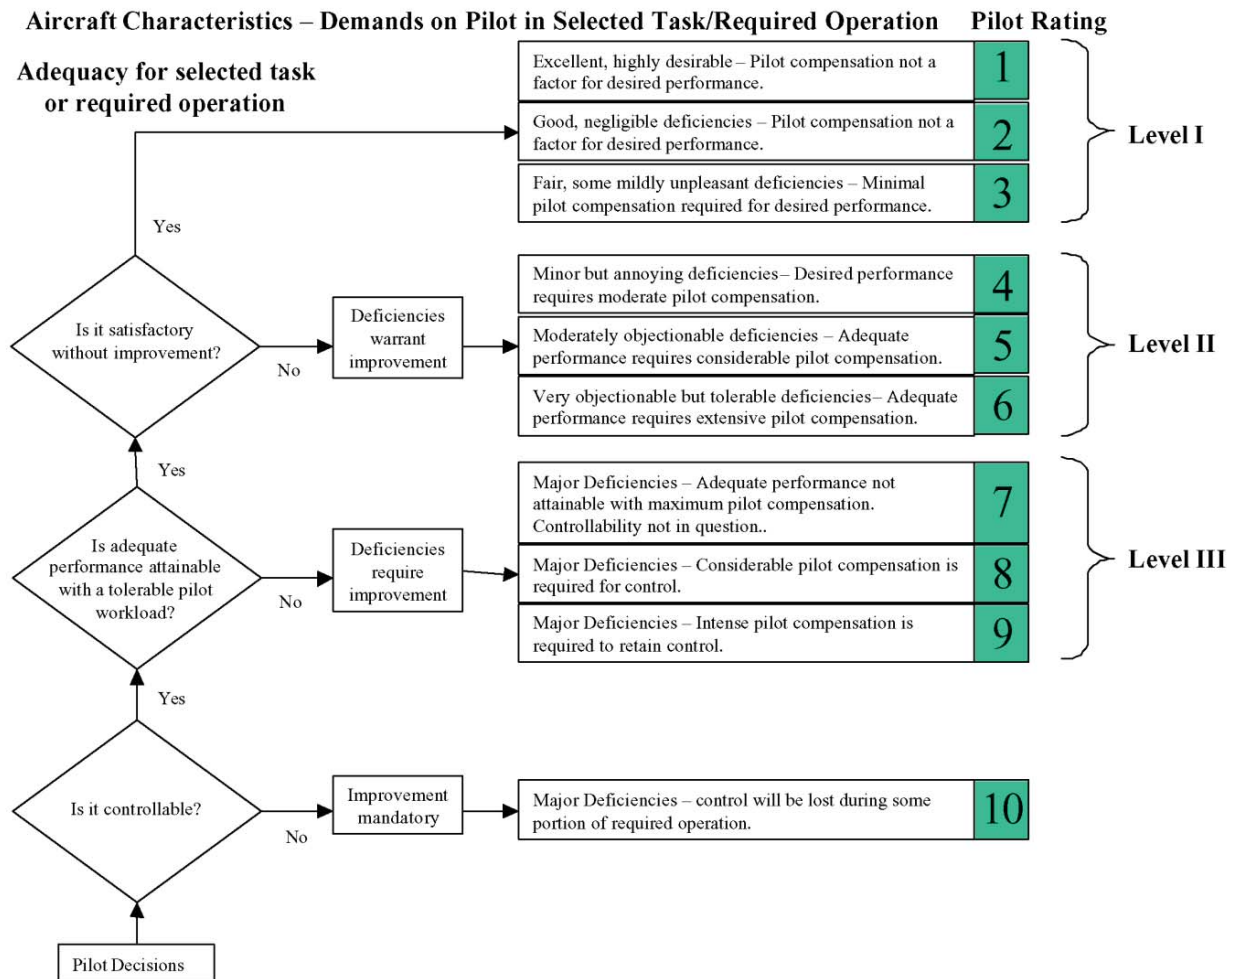 Aircraft Characteristics – Demands on Pilot in Selected Task/Required Operation
Pilot Rating
Adequacy for selected task
or required operation
Excellent, highly desirable – Pilot compensation not a
factor for desired performance.
1
Good, negligible deficiencies – Pilot compensation not a
factor for desired performance.
2
Fair, some mildly unpleasant deficiencies – Minimal
pilot compensation required for desired performance.
3
Level I
Yes
Is it satisfactory
without improvement?
No
Deficiencies
warrant
improvement
Minor but annoying deficiencies– Desired performance
requires moderate pilot compensation.
4
Moderately objectionable deficiencies – Adequate
performance requires considerable pilot compensation.
5
Very objectionable but tolerable deficiencies– Adequate
performance requires extensive pilot compensation.
6
Level II
Yes
Is adequate
performance attainable
with a tolerable pilot
workload?
No
Deficiencies
require
improvement
Major Deficiencies – Adequate performance not
attainable with maximum pilot compensation.
Controllability not in question..
7
Major Deficiencies – Considerable pilot compensation is
required for control.
8
Major Deficiencies – Intense pilot compensation is
required to retain control.
9
Level III
Yes
Is it controllable?
No
Improvement
mandatory
Major Deficiencies – control will be lost during some
portion of required operation.
10
Pilot Decisions